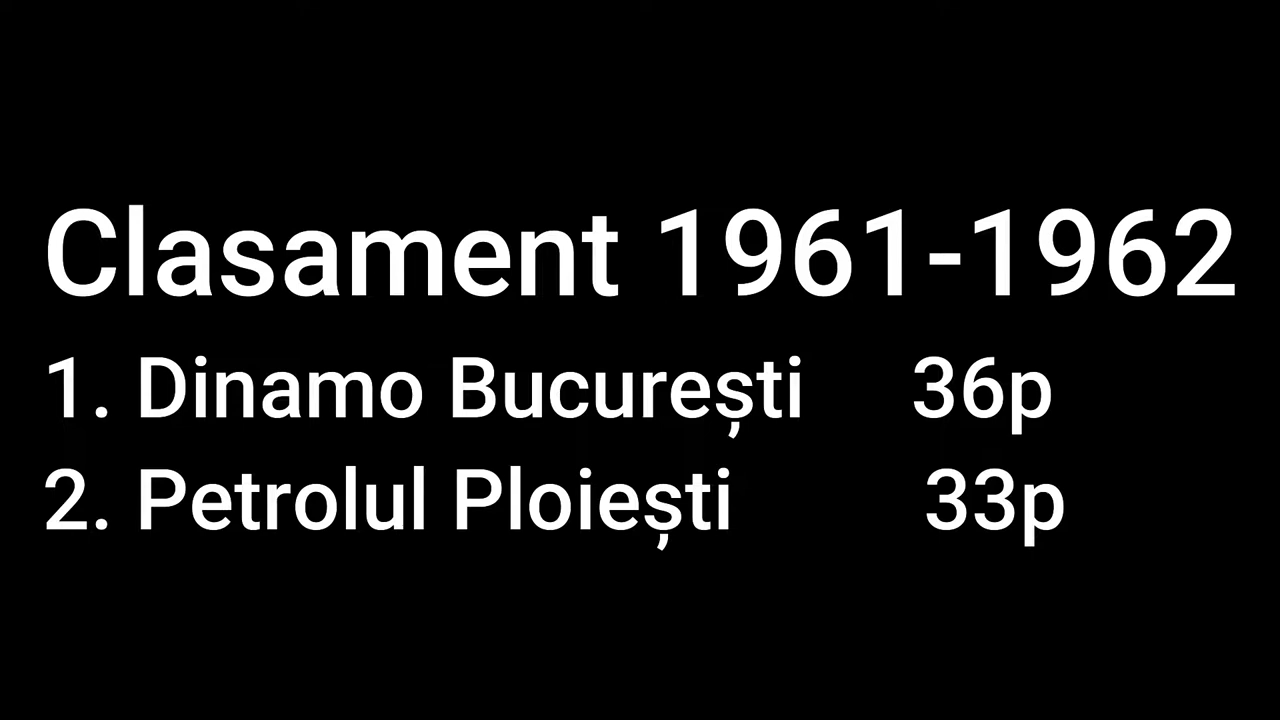 Clasament 1961-1962
1. Dinamo București 36p
2. Petrolul Ploiești 33p